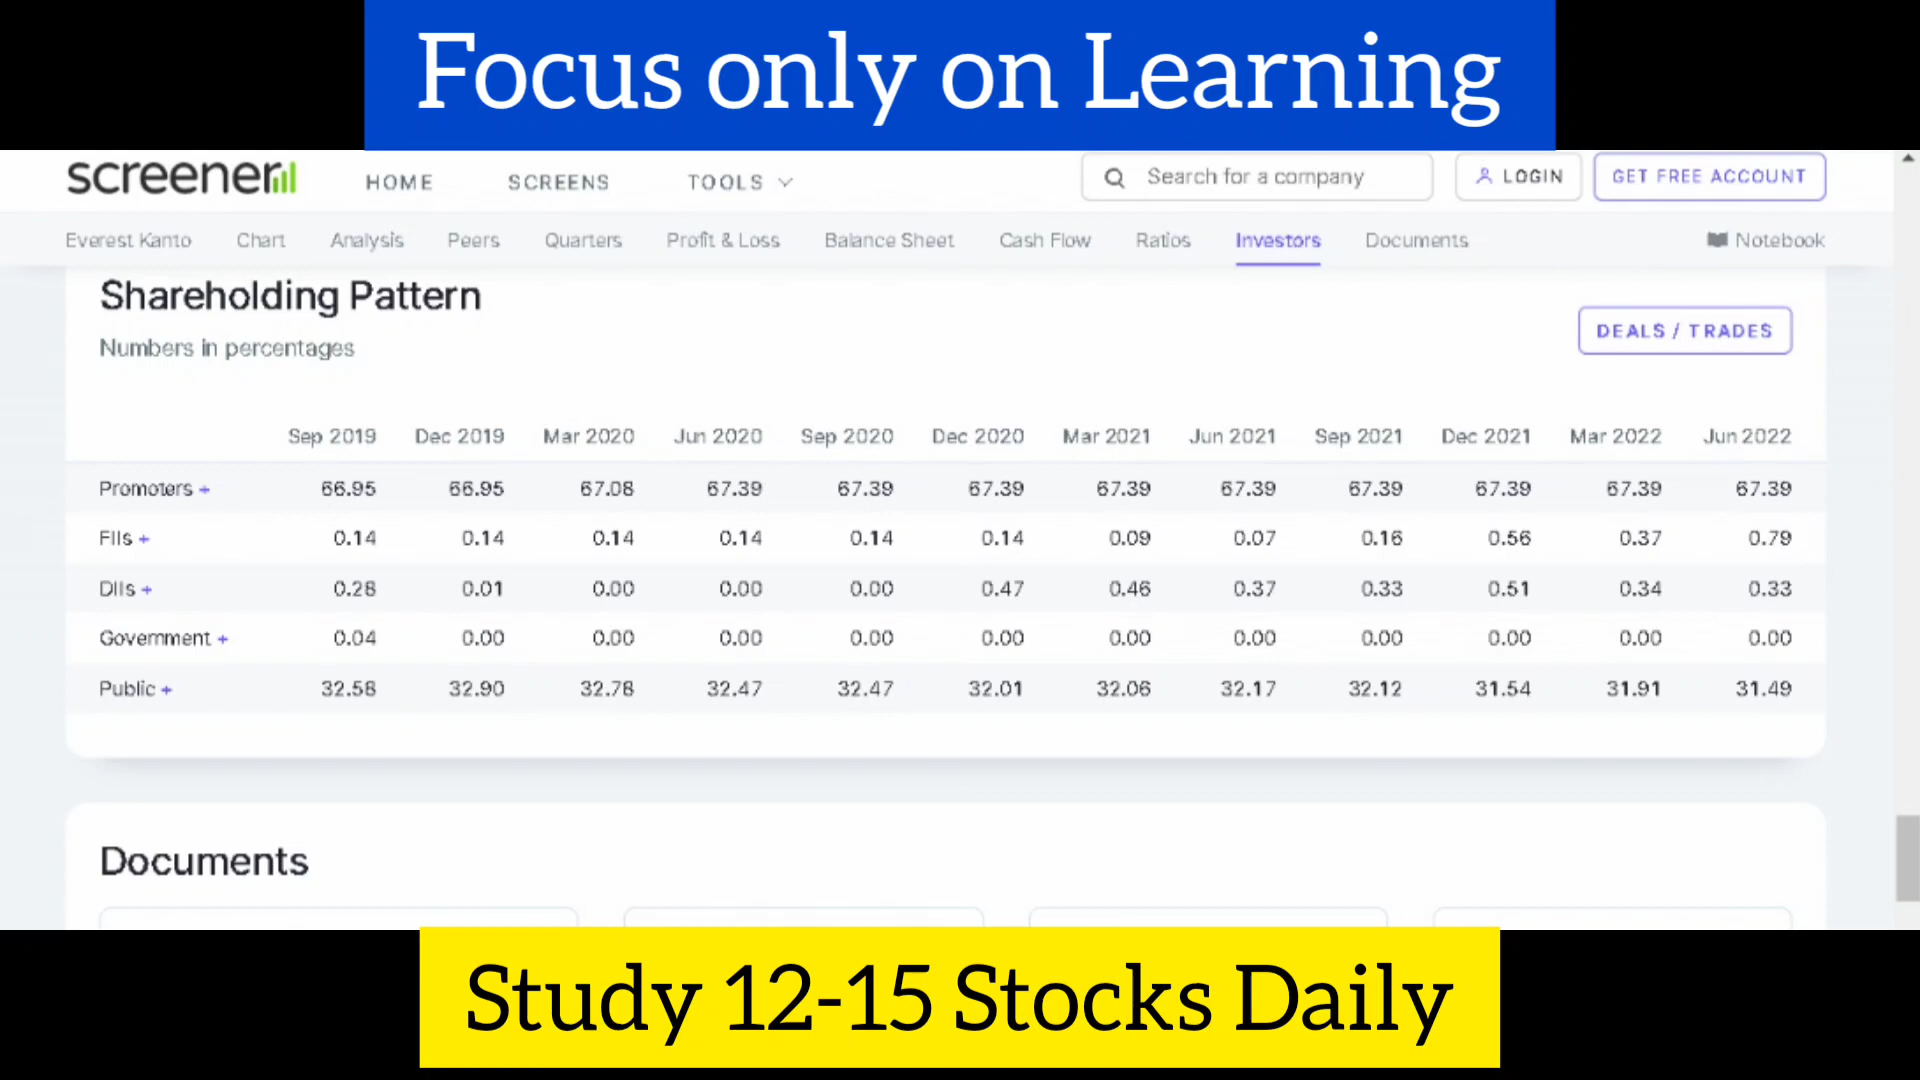 Focus only on Learning
screener HOME SCREENS TOOLS Search for a company LOGIN GET FREE ACCOUNT
Everest Kanto Chart Analysis Peers Quarters Profit & Loss Balance Sheet Cash Flow Ratios Investors Documents Notebook
Shareholding Pattern
DEALS / TRADES
Numbers in percentages
Sep 2019 Dec 2019 Mar 2020 Jun 2020 Sep 2020 Dec 2020 Mar 2021 Jun 2021 Sep 2021 Dec 2021 Mar 2022 Jun 2022
Promoters + 66.95 66.95 67.08 67.39 67.39 67.39 67.39 67.39 67.39 67.39 67.39 67.39
FIIs + 0.14 0.14 0.14 0.14 0.14 0.14 0.09 0.07 0.16 0.56 0.37 0.79
DIIs + 0.28 0.01 0.00 0.00 0.00 0.47 0.46 0.37 0.33 0.51 0.34 0.33
Government + 0.04 0.00 0.00 0.00 0.00 0.00 0.00 0.00 0.00 0.00 0.00 0.00
Public + 32.58 32.90 32.78 32.47 32.47 32.01 32.06 32.17 32.12 31.54 31.91 31.49
Documents
Study 12-15 Stocks Daily